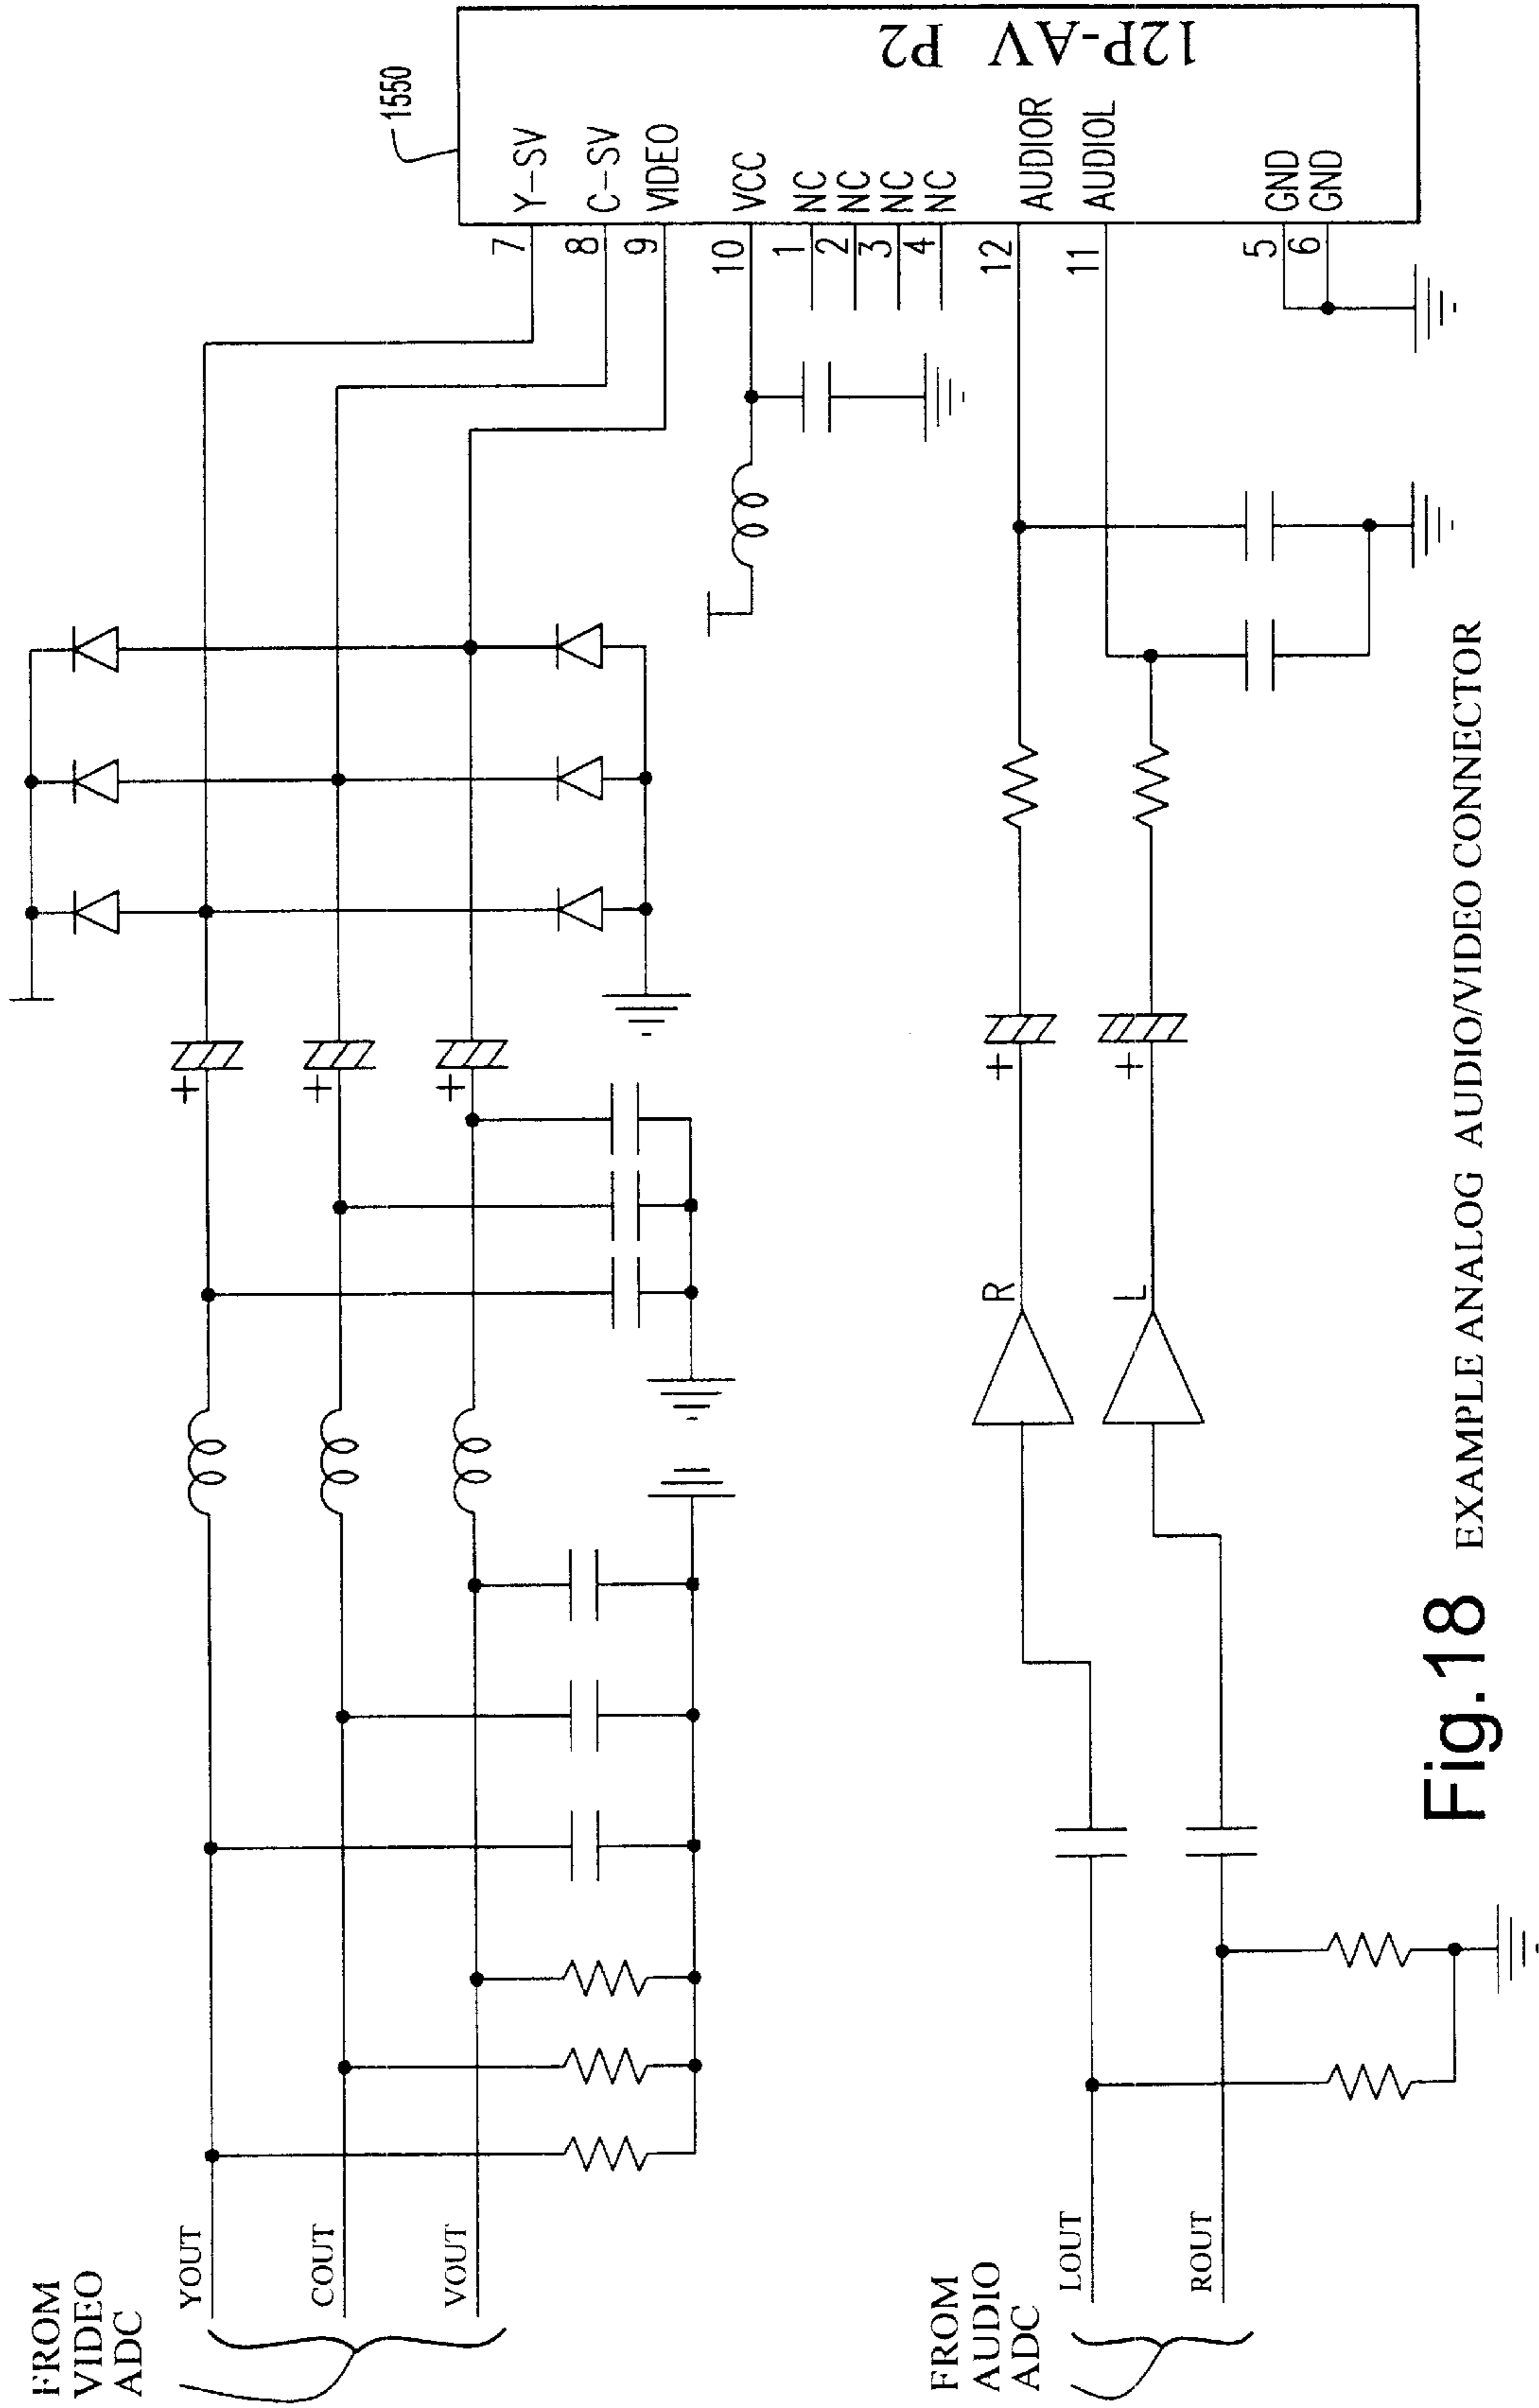 FROM
VIDEO
ADC
YOUT
COUT
VOUT
+
+
+
1550
7 Y-SV
8 C-SV
9 VIDEO
10 VCC
1 NC
2 NC
3 NC
4 NC
12 AUDIOR
11 AUDIOL
5 GND
6 GND
12P-AV P2
FROM
AUDIO
ADC
LOUT
ROUT
R
L
+
+
Fig.18 EXAMPLE ANALOG AUDIO/VIDEO CONNECTOR